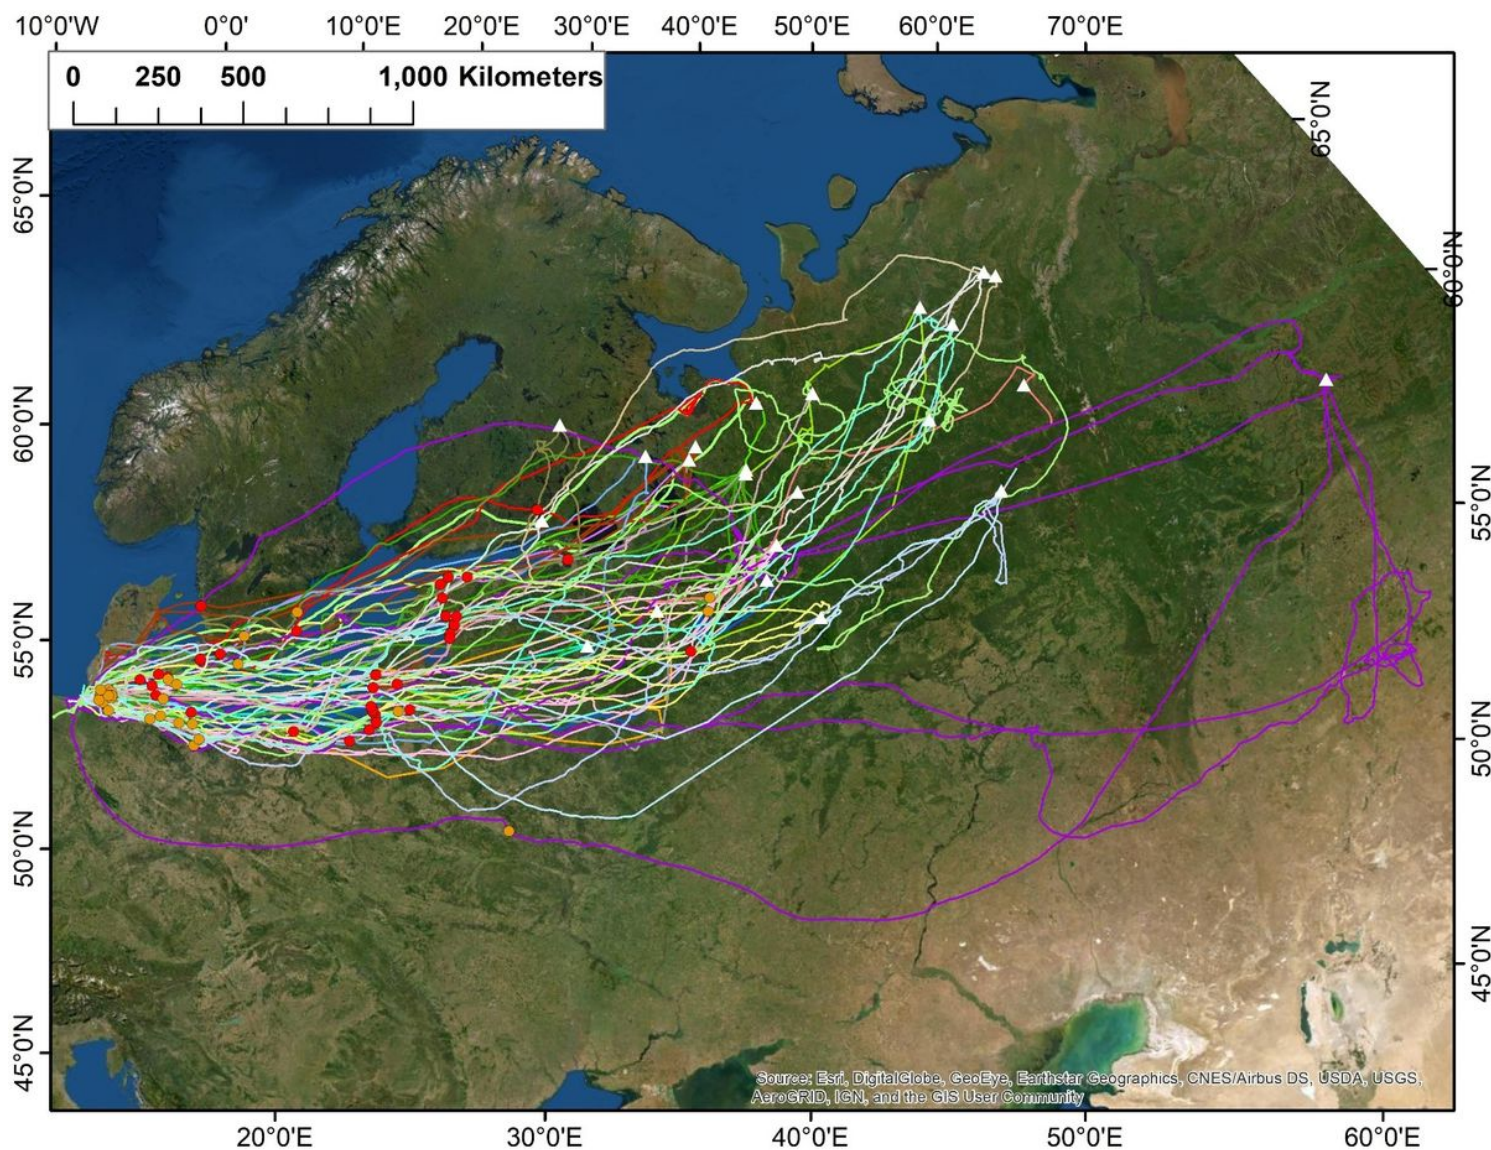 10°0'W 0°0' 10°0'E 20°0'E 30°0'E 40°0'E 50°0'E 60°0'E 70°0'E
0 250 500 1,000 Kilometers
65°0'N
65°0'N
60°0'N
60°0'N
55°0'N
55°0'N
50°0'N
50°0'N
45°0'N
45°0'N
Source: Esri, DigitalGlobe, GeoEye, Earthstar Geographics, CNES/Airbus DS, USDA, USGS,
AeroGRID, IGN, and the GIS User Community
20°0'E 30°0'E 40°0'E 50°0'E 60°0'E